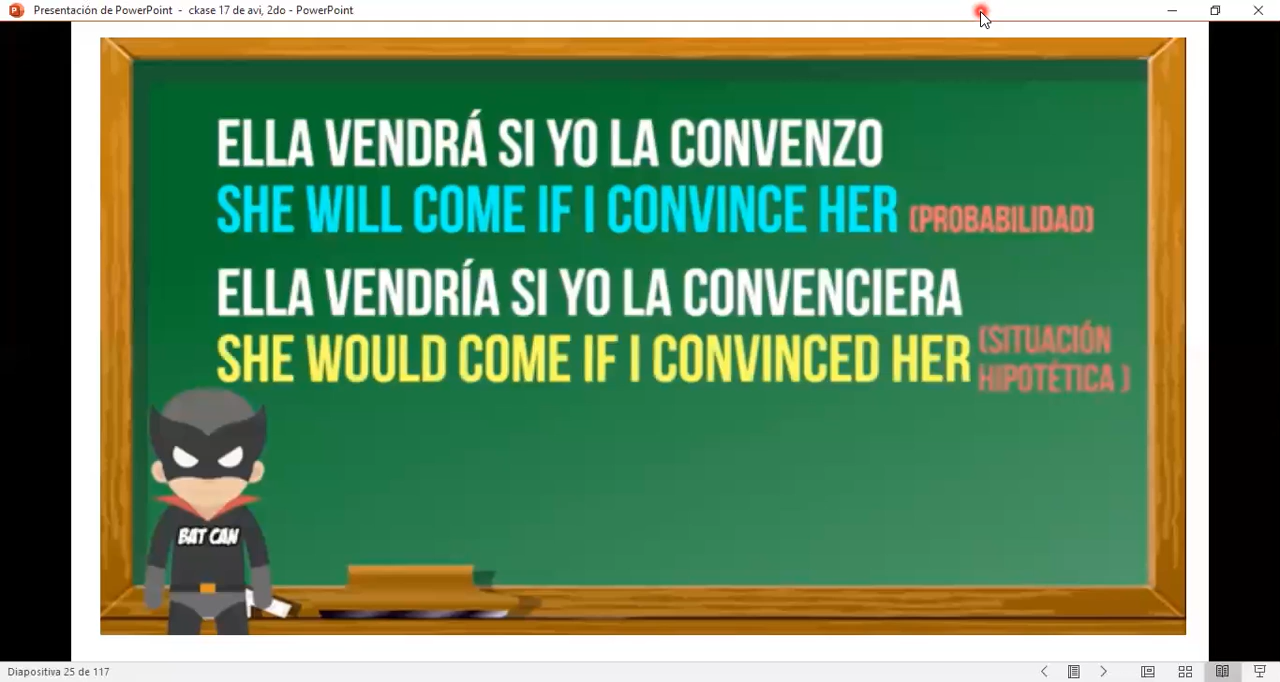 Presentación de PowerPoint - ckase 17 de avi, 2do - PowerPoint
ELLA VENDRÁ SI YO LA CONVENZO
SHE WILL COME IF I CONVINCE HER (PROBABILIDAD)
ELLA VENDRÍA SI YO LA CONVENCIERA
SHE WOULD COME IF I CONVINCED HER (SITUACIÓN
HIPOTÉTICA )
BAT CAN
Diapositiva 25 de 117